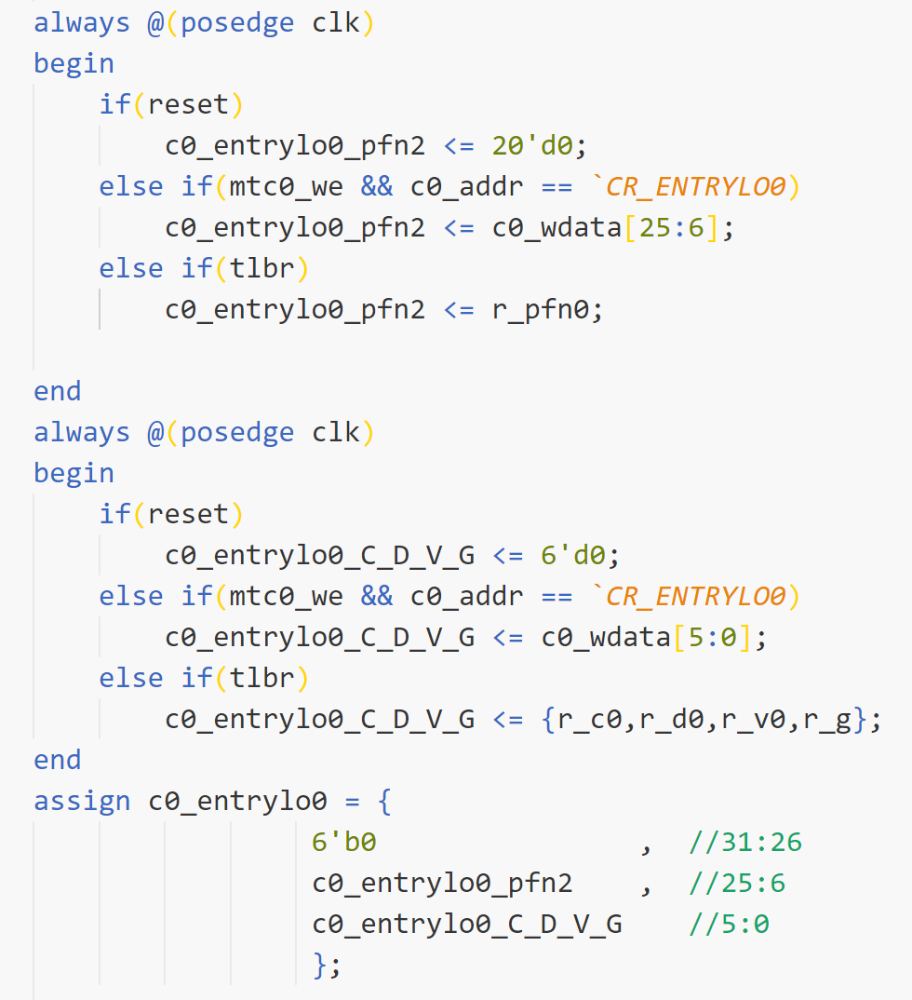 always @(posedge clk)
begin
    if(reset)
        c0_entrylo0_pfn2 <= 20'd0;
    else if(mtc0_we && c0_addr == `CR_ENTRYLO0)
        c0_entrylo0_pfn2 <= c0_wdata[25:6];
    else if(tlbr)
        c0_entrylo0_pfn2 <= r_pfn0;
end
always @(posedge clk)
begin
    if(reset)
        c0_entrylo0_C_D_V_G <= 6'd0;
    else if(mtc0_we && c0_addr == `CR_ENTRYLO0)
        c0_entrylo0_C_D_V_G <= c0_wdata[5:0];
    else if(tlbr)
        c0_entrylo0_C_D_V_G <= {r_c0,r_d0,r_v0,r_g};
end
assign c0_entrylo0 = {
                 6'b0                ,  //31:26
                 c0_entrylo0_pfn2    ,  //25:6
                 c0_entrylo0_C_D_V_G    //5:0
                 };